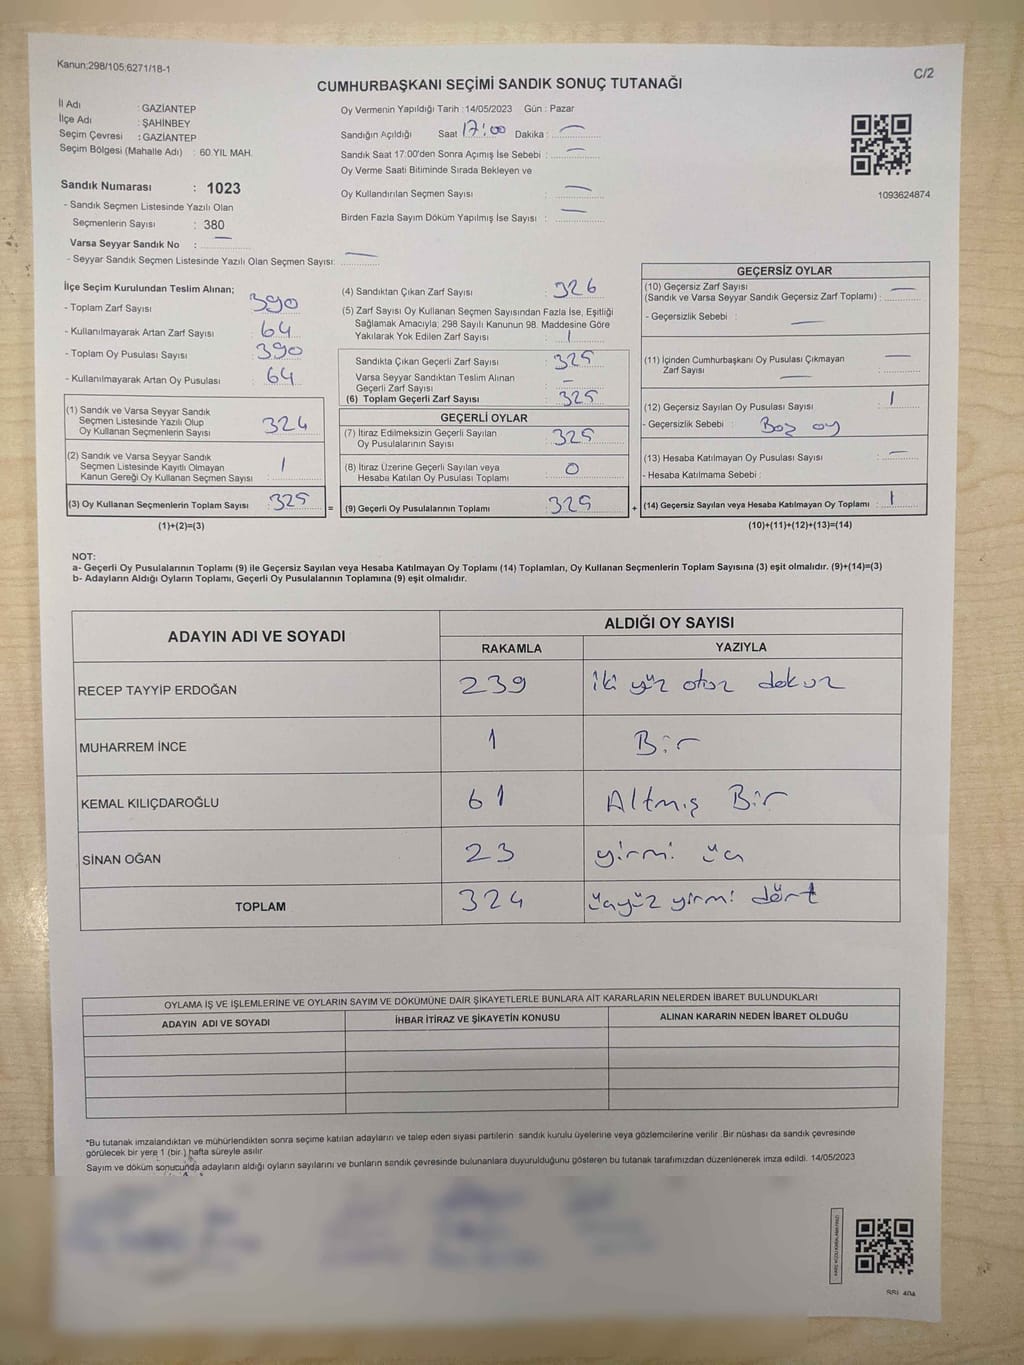 Kanun;298/105;6271/18-1
C/2
CUMHURBAŞKANI SEÇİMİ SANDIK SONUÇ TUTANAĞI
İl Adı : GAZİANTEP
İlçe Adı : ŞAHİNBEY
Seçim Çevresi : GAZİANTEP
Seçim Bölgesi (Mahalle Adı) : 60.YIL MAH.
Sandık Numarası : 1023
- Sandık Seçmen Listesinde Yazılı Olan
Seçmenlerin Sayısı : 380
Varsa Seyyar Sandık No : —
- Seyyar Sandık Seçmen Listesinde Yazılı Olan Seçmen Sayısı: —
Oy Vermenin Yapıldığı Tarih : 14/05/2023 Gün : Pazar
Sandığın Açıldığı Saat 17:00 Dakika : —
Sandık Saat 17:00'den Sonra Açımış İse Sebebi : —
Oy Verme Saati Bitiminde Sırada Bekleyen ve
Oy Kullandırılan Seçmen Sayısı —
Birden Fazla Sayım Döküm Yapılmış İse Sayısı : —
1093624874
İlçe Seçim Kurulundan Teslim Alınan;
- Toplam Zarf Sayısı : 390
- Kullanılmayarak Artan Zarf Sayısı : 64
- Toplam Oy Pusulası Sayısı : 390
- Kullanılmayarak Artan Oy Pusulası : 64
(1) Sandık ve Varsa Seyyar Sandık
Seçmen Listesinde Yazılı Olup
Oy Kullanan Seçmenlerin Sayısı 324
(2) Sandık ve Varsa Seyyar Sandık
Seçmen Listesinde Kayıtlı Olmayan
Kanun Gereği Oy Kullanan Seçmen Sayısı : 1
(3) Oy Kullanan Seçmenlerin Toplam Sayısı : 325 =
(1)+(2)=(3)
(4) Sandıktan Çıkan Zarf Sayısı : 326
(5) Zarf Sayısı Oy Kullanan Seçmen Sayısından Fazla İse, Eşitliği
Sağlamak Amacıyla; 298 Sayılı Kanunun 98. Maddesine Göre
Yakılarak Yok Edilen Zarf Sayısı : 1
Sandıkta Çıkan Geçerli Zarf Sayısı : 325
Varsa Seyyar Sandıktan Teslim Alınan
Geçerli Zarf Sayısı : —
(6) Toplam Geçerli Zarf Sayısı : 325
GEÇERLİ OYLAR
(7) İtiraz Edilmeksizin Geçerli Sayılan
Oy Pusulalarının Sayısı : 325
(8) İtiraz Üzerine Geçerli Sayılan veya
Hesaba Katılan Oy Pusulası Toplamı : 0
(9) Geçerli Oy Pusulalarının Toplamı : 325 +
GEÇERSİZ OYLAR
(10) Geçersiz Zarf Sayısı
(Sandık ve Varsa Seyyar Sandık Geçersiz Zarf Toplamı) : —
- Geçersizlik Sebebi : —
(11) İçinden Cumhurbaşkanı Oy Pusulası Çıkmayan
Zarf Sayısı : —
(12) Geçersiz Sayılan Oy Pusulası Sayısı : 1
- Geçersizlik Sebebi : Boş oy
(13) Hesaba Katılmayan Oy Pusulası Sayısı : —
- Hesaba Katılmama Sebebi :
(14) Geçersiz Sayılan veya Hesaba Katılmayan Oy Toplamı : 1
(10)+(11)+(12)+(13)=(14)
NOT:
a- Geçerli Oy Pusulalarının Toplamı (9) ile Geçersiz Sayılan veya Hesaba Katılmayan Oy Toplamı (14) Toplamları, Oy Kullanan Seçmenlerin Toplam Sayısına (3) eşit olmalıdır. (9)+(14)=(3)
b- Adayların Aldığı Oyların Toplamı, Geçerli Oy Pusulalarının Toplamına (9) eşit olmalıdır.
ADAYIN ADI VE SOYADI
ALDIĞI OY SAYISI
RAKAMLA YAZIYLA
RECEP TAYYİP ERDOĞAN 239 iki yüz otuz dokuz
MUHARREM İNCE 1 Bir
KEMAL KILIÇDAROĞLU 61 Altmış Bir
SİNAN OĞAN 23 yirmi üç
TOPLAM 324 üçyüz yirmi dört
OYLAMA İŞ VE İŞLEMLERİNE VE OYLARIN SAYIM VE DÖKÜMÜNE DAİR ŞİKAYETLERLE BUNLARA AİT KARARLARIN NELERDEN İBARET BULUNDUKLARI
ADAYIN ADI VE SOYADI İHBAR İTİRAZ VE ŞİKAYETİN KONUSU ALINAN KARARIN NEDEN İBARET OLDUĞU
*Bu tutanak imzalandıktan ve mühürlendikten sonra seçime katılan adayların ve talep eden siyasi partilerin sandık kurulu üyelerine veya gözlemcilerine verilir .Bir nüshası da sandık çevresinde
görülecek bir yere 1 (bir ) hafta süreyle asılır.
Sayım ve döküm sonucunda adayların aldığı oyların sayılarını ve bunların sandık çevresinde bulunanlara duyurulduğunu gösteren bu tutanak tarafımızdan düzenlenerek imza edildi. 14/05/2023